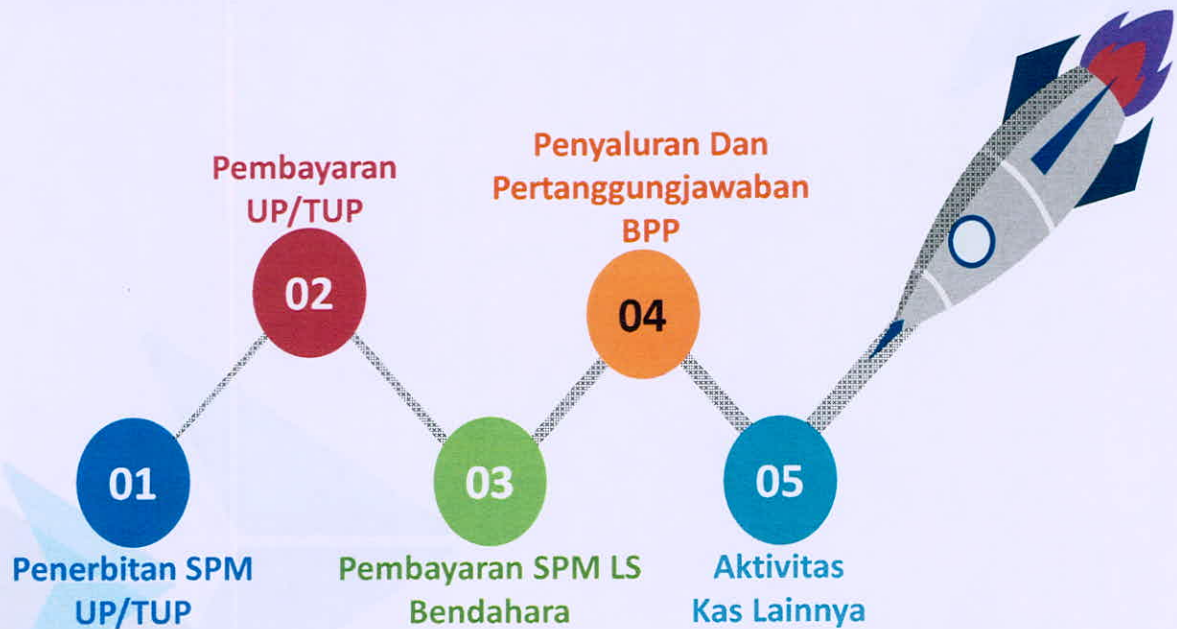 01
Penerbitan SPM
UP/TUP
Pembayaran
UP/TUP
02
03
Pembayaran SPM LS
Bendahara
Penyaluran Dan
Pertanggungjawaban
BPP
04
05
Aktivitas
Kas Lainnya